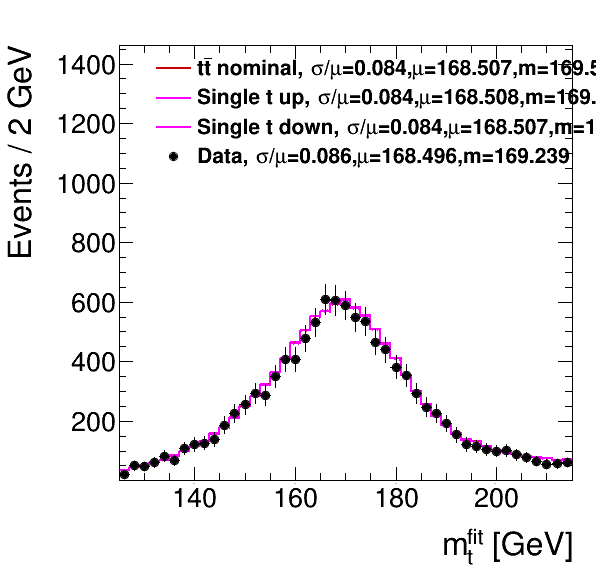 Events / 2 GeV
1400
1200
1000
800
600
400
200
tt̄ nominal, σ/μ=0.084,μ=168.507,m=169.5
Single t up, σ/μ=0.084,μ=168.508,m=169.
Single t down, σ/μ=0.084,μ=168.507,m=1
Data, σ/μ=0.086,μ=168.496,m=169.239
140 160 180 200
m_t^fit [GeV]